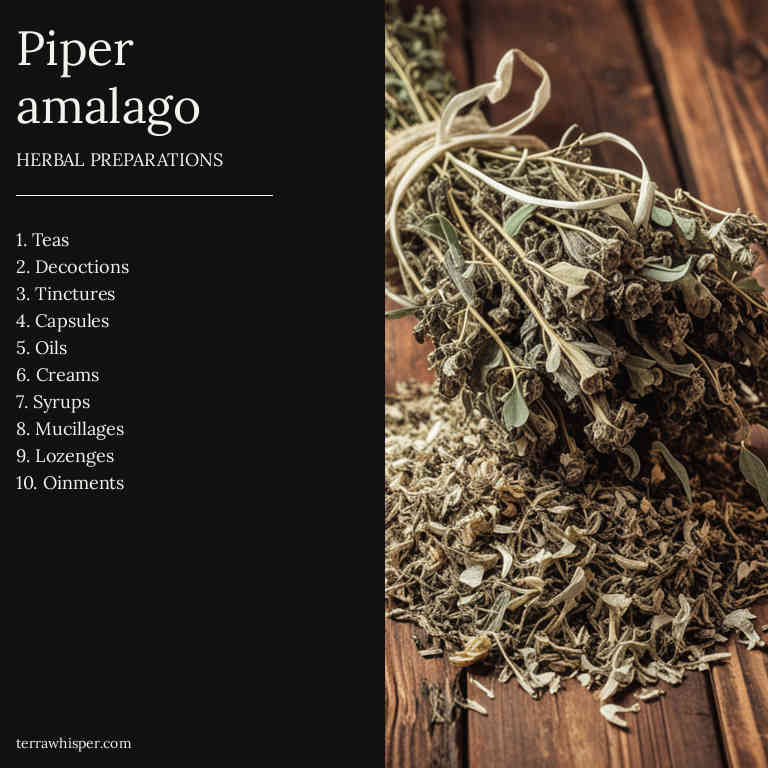 Piper
amalago
HERBAL PREPARATIONS
1. Teas
2. Decoctions
3. Tinctures
4. Capsules
5. Oils
6. Creams
7. Syrups
8. Mucillages
9. Lozenges
10. Oinments
terrawhisper.com